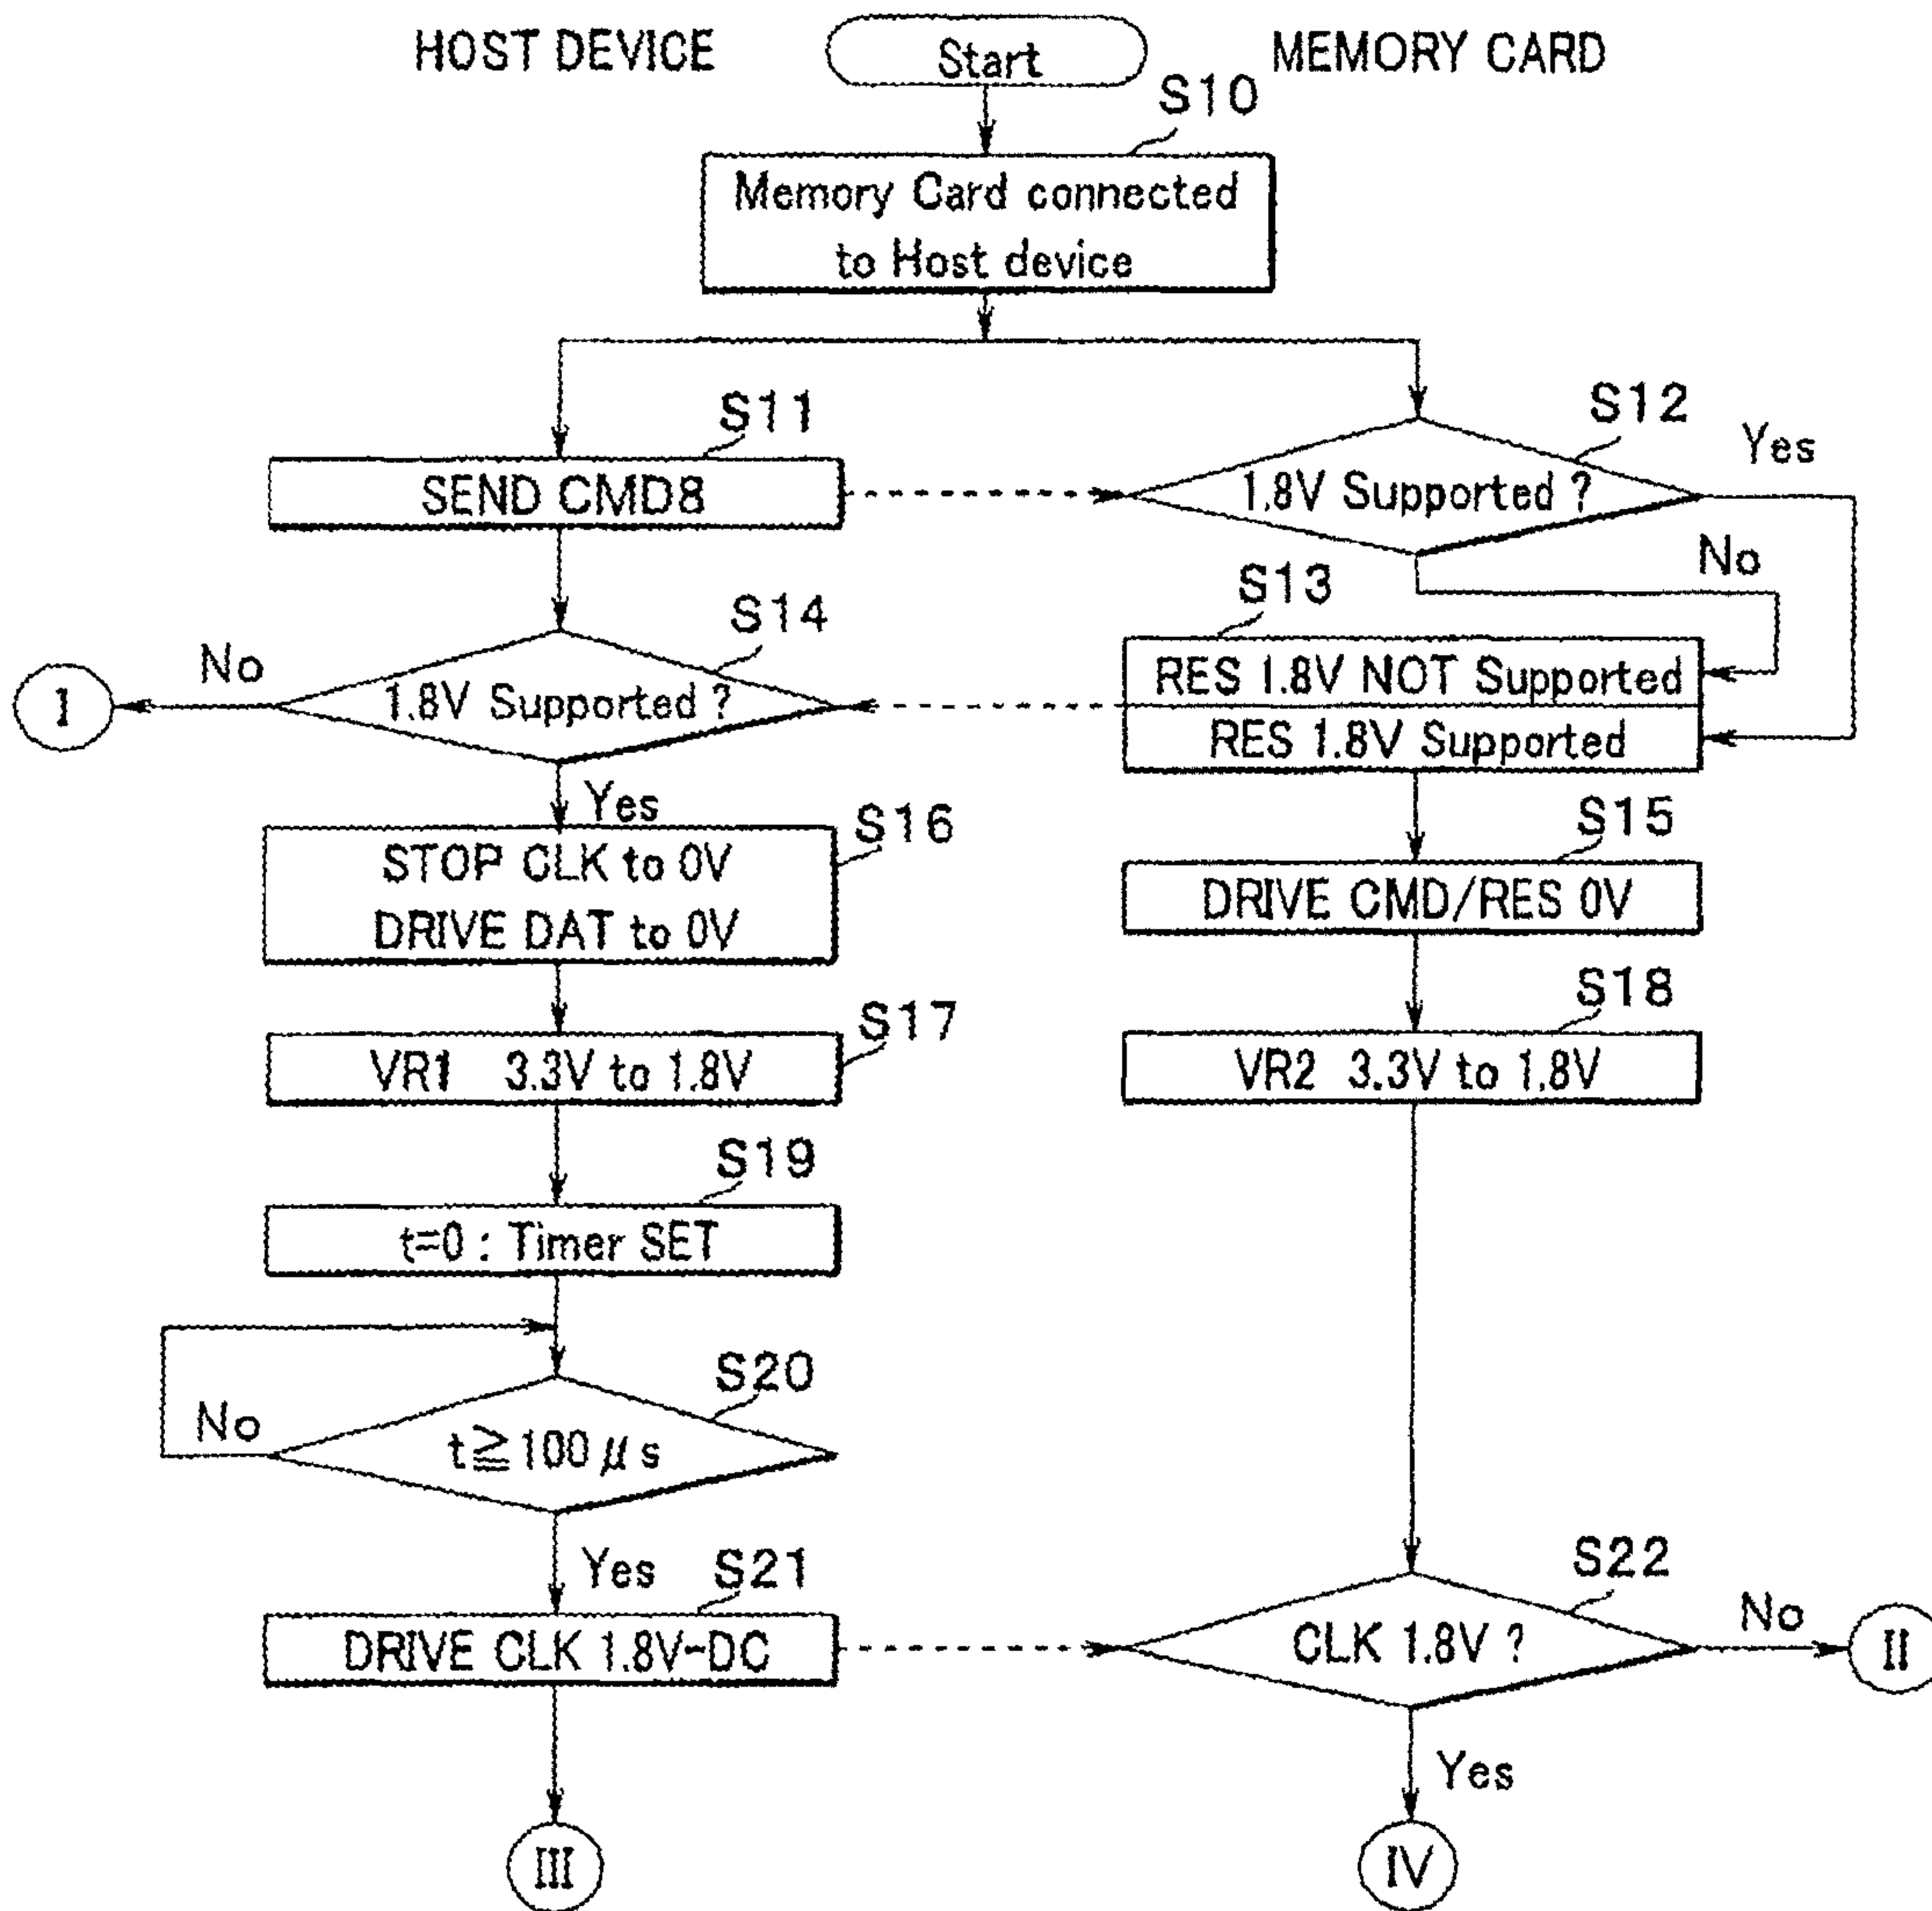 HOST DEVICE
Start
MEMORY CARD
S10
Memory Card connected
to Host device
S11
SEND CMD8
S12
1.8V Supported ?
Yes
No
S13
RES 1.8V NOT Supported
RES 1.8V Supported
S14
1.8V Supported ?
No
I
Yes
S15
DRIVE CMD/RES 0V
S16
STOP CLK to 0V
DRIVE DAT to 0V
S17
VR1 3.3V to 1.8V
S18
VR2 3.3V to 1.8V
S19
t=0 : Timer SET
S20
t≧100μs
No
Yes
S21
DRIVE CLK 1.8V-DC
S22
CLK 1.8V ?
No
II
Yes
III
IV